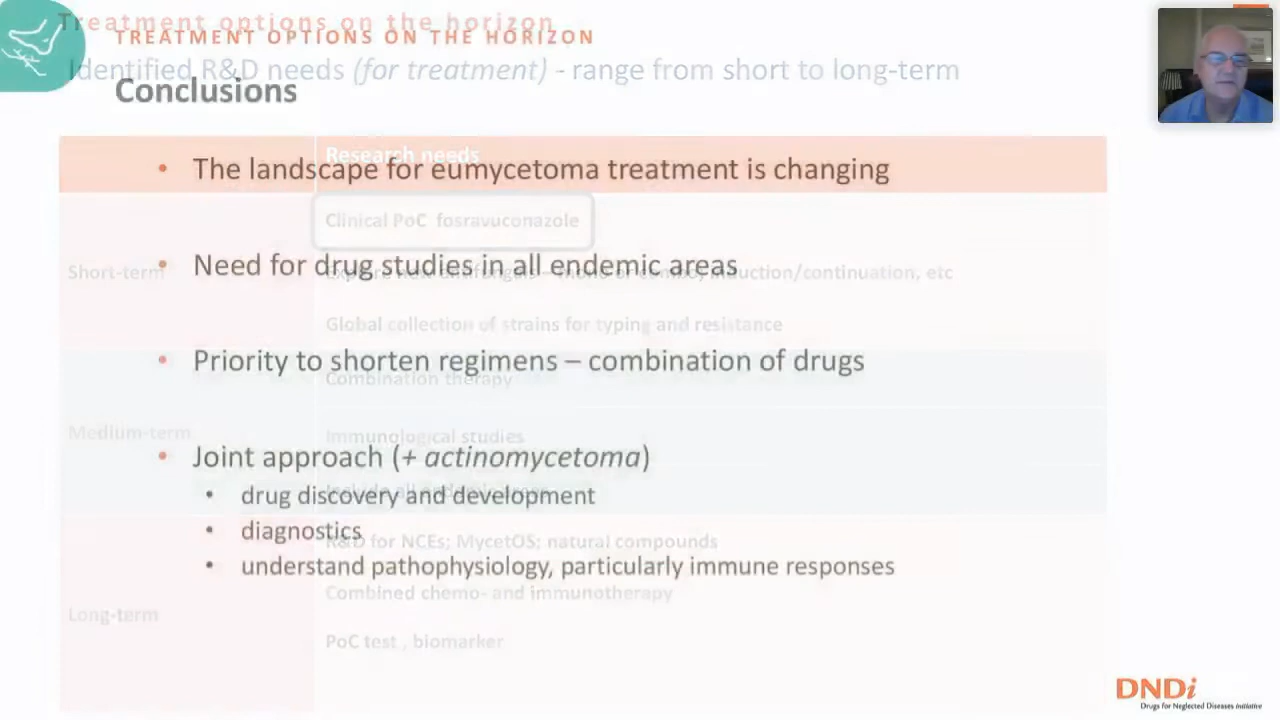 Treatment options on the horizon
TREATMENT OPTIONS ON THE HORIZON
Identified R&D needs (for treatment) - range from short to long-term
Conclusions
Research needs
• The landscape for eumycetoma treatment is changing
Clinical PoC fosravuconazole
• Need for drug studies in all endemic areas
Short-term
induction/continuation, etc
Global collection of strains for typing and resistance
• Priority to shorten regimens – combination of drugs
Combination therapy
Medium-term
Immunological studies
• Joint approach (+ actinomycetoma)
• drug discovery and development
• diagnostics
R&D for NCEs; MycetOS; natural compounds
• understand pathophysiology, particularly immune responses
Combined chemo- and immunotherapy
Long-term
PoC test , biomarker
DNDi
Drugs for Neglected Diseases initiative